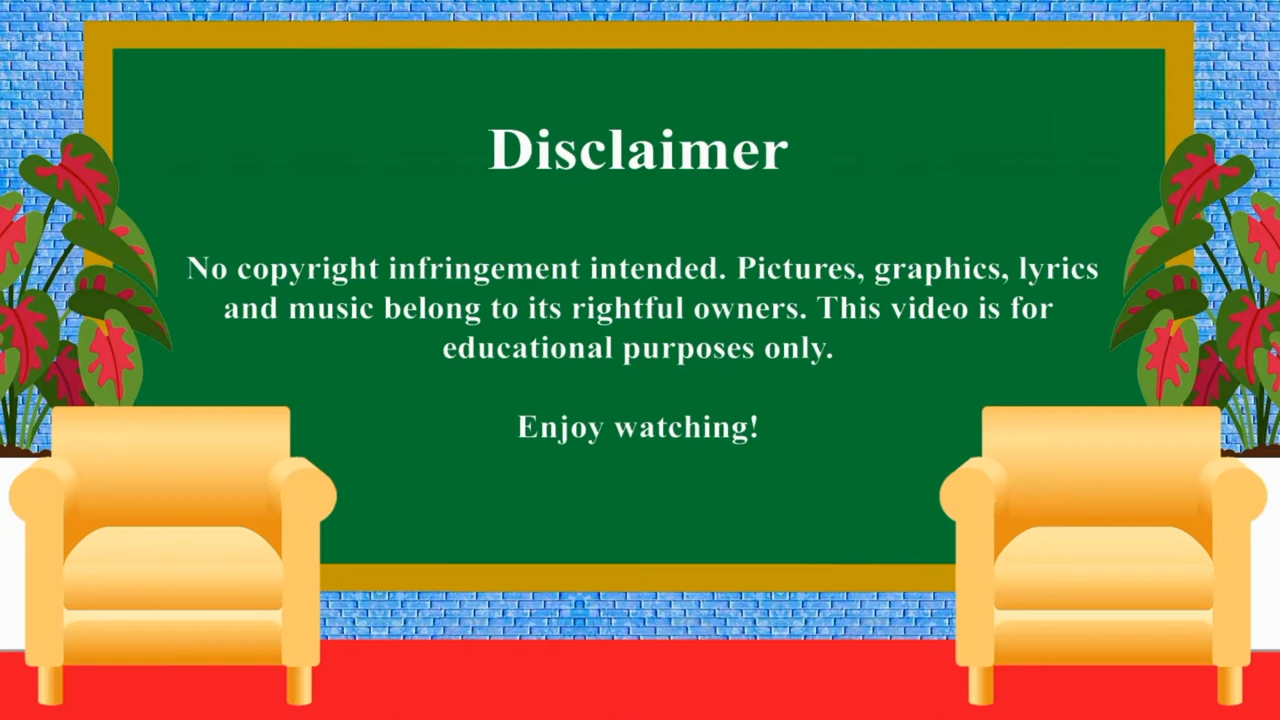 Disclaimer
No copyright infringement intended. Pictures, graphics, lyrics
and music belong to its rightful owners. This video is for
educational purposes only.
Enjoy watching!